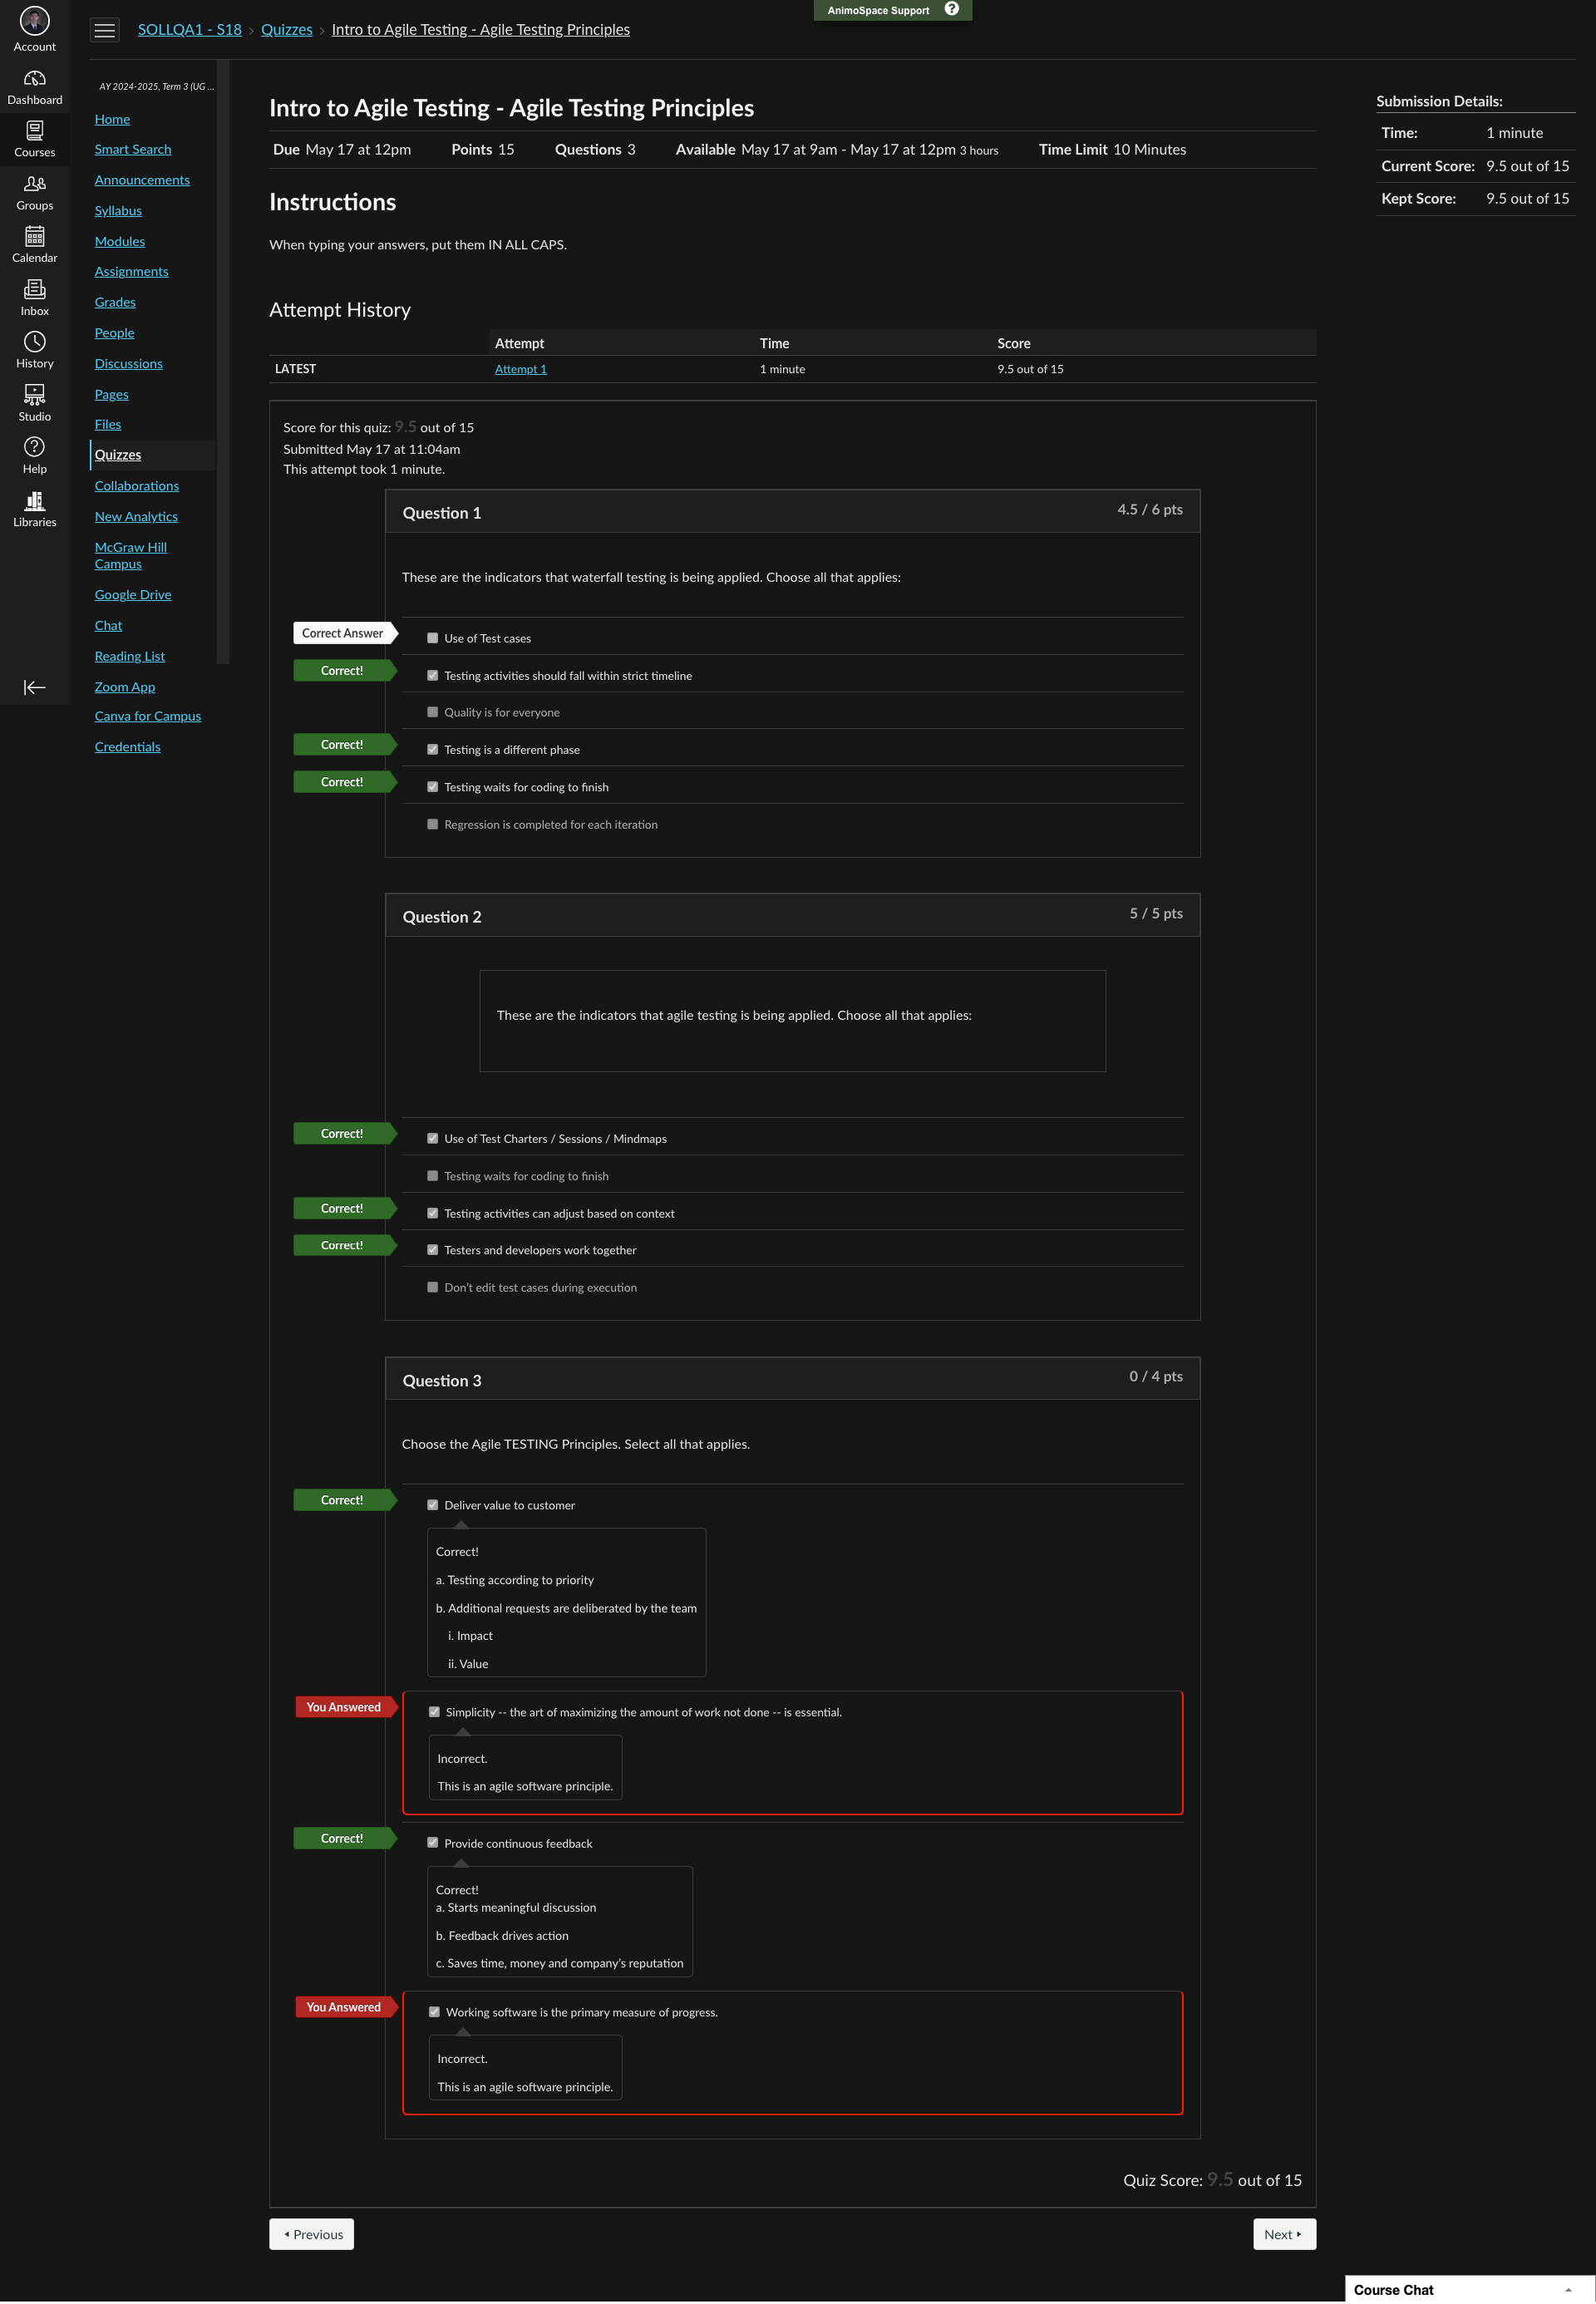 AnimoSpace Support ?
Account
Dashboard
Courses
Groups
Calendar
Inbox
History
Studio
Help
Libraries
SOLLQA1 - S18 › Quizzes › Intro to Agile Testing - Agile Testing Principles
AY 2024-2025, Term 3 (UG ...
Home
Smart Search
Announcements
Syllabus
Modules
Assignments
Grades
People
Discussions
Pages
Files
Quizzes
Collaborations
New Analytics
McGraw Hill
Campus
Google Drive
Chat
Reading List
Zoom App
Canva for Campus
Credentials
Intro to Agile Testing - Agile Testing Principles
Due May 17 at 12pm Points 15 Questions 3 Available May 17 at 9am - May 17 at 12pm 3 hours Time Limit 10 Minutes
Instructions
When typing your answers, put them IN ALL CAPS.
Attempt History
Attempt Time Score
LATEST Attempt 1 1 minute 9.5 out of 15
Score for this quiz: 9.5 out of 15
Submitted May 17 at 11:04am
This attempt took 1 minute.
Question 1 4.5 / 6 pts
These are the indicators that waterfall testing is being applied. Choose all that applies:
Correct Answer Use of Test cases
Correct! Testing activities should fall within strict timeline
Quality is for everyone
Correct! Testing is a different phase
Correct! Testing waits for coding to finish
Regression is completed for each iteration
Question 2 5 / 5 pts
These are the indicators that agile testing is being applied. Choose all that applies:
Correct! Use of Test Charters / Sessions / Mindmaps
Testing waits for coding to finish
Correct! Testing activities can adjust based on context
Correct! Testers and developers work together
Don't edit test cases during execution
Question 3 0 / 4 pts
Choose the Agile TESTING Principles. Select all that applies.
Correct! Deliver value to customer
Correct!
a. Testing according to priority
b. Additional requests are deliberated by the team
i. Impact
ii. Value
You Answered Simplicity -- the art of maximizing the amount of work not done -- is essential.
Incorrect.
This is an agile software principle.
Correct! Provide continuous feedback
Correct!
a. Starts meaningful discussion
b. Feedback drives action
c. Saves time, money and company's reputation
You Answered Working software is the primary measure of progress.
Incorrect.
This is an agile software principle.
Quiz Score: 9.5 out of 15
Previous
Next
Submission Details:
Time: 1 minute
Current Score: 9.5 out of 15
Kept Score: 9.5 out of 15
Course Chat